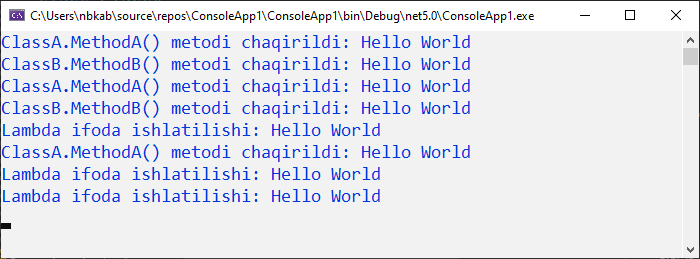 C:\Users\nbkab\source\repos\ConsoleApp1\ConsoleApp1\bin\Debug\net5.0\ConsoleApp1.exe
ClassA.MethodA() metodi chaqirildi: Hello World
ClassB.MethodB() metodi chaqirildi: Hello World
ClassA.MethodA() metodi chaqirildi: Hello World
ClassB.MethodB() metodi chaqirildi: Hello World
Lambda ifoda ishlatilishi: Hello World
ClassA.MethodA() metodi chaqirildi: Hello World
Lambda ifoda ishlatilishi: Hello World
Lambda ifoda ishlatilishi: Hello World